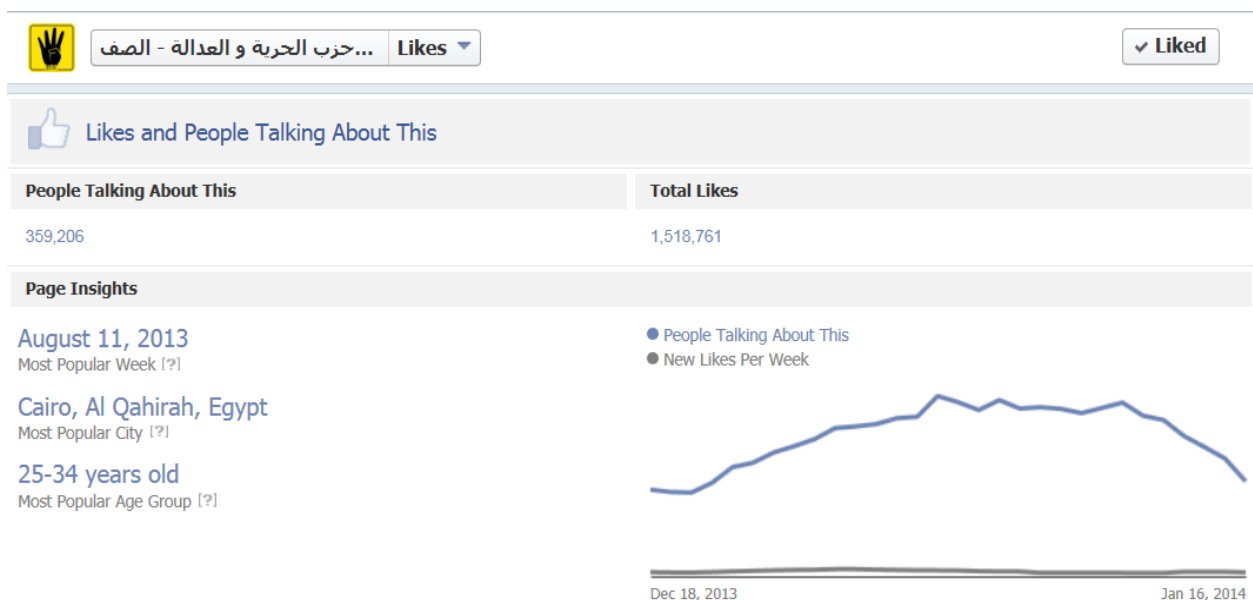 حزب الحرية و العدالة - الصف...
Likes
Liked
Likes and People Talking About This
People Talking About This
359,206
Total Likes
1,518,761
Page Insights
August 11, 2013
Most Popular Week [?]
Cairo, Al Qahirah, Egypt
Most Popular City [?]
25-34 years old
Most Popular Age Group [?]
People Talking About This
New Likes Per Week
Dec 18, 2013
Jan 16, 2014